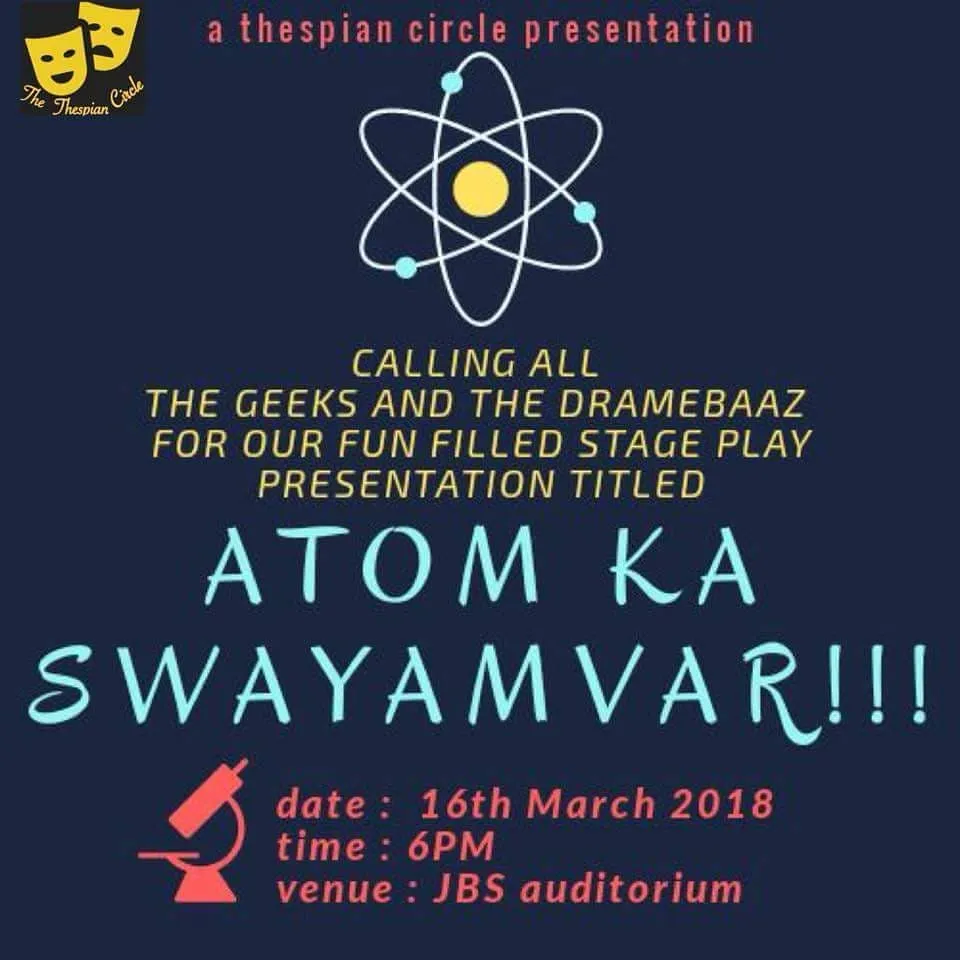 The Thespian Circle
a thespian circle presentation
CALLING ALL
THE GEEKS AND THE DRAMEBAAZ
FOR OUR FUN FILLED STAGE PLAY
PRESENTATION TITLED
ATOM KA
SWAYAMVAR!!!
date : 16th March 2018
time : 6PM
venue : JBS auditorium